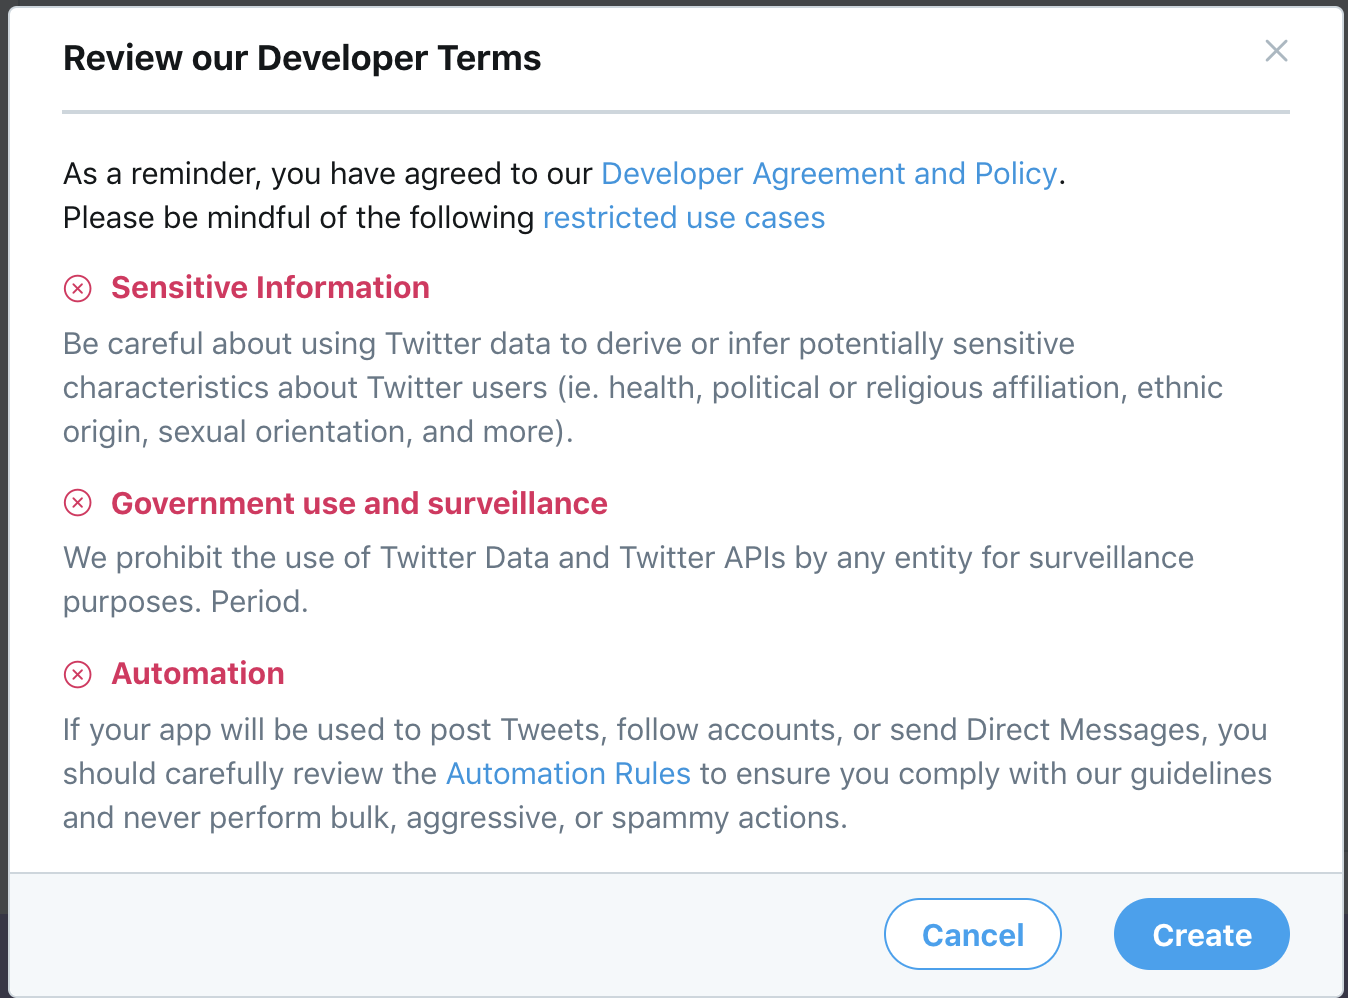 Review our Developer Terms
As a reminder, you have agreed to our Developer Agreement and Policy.
Please be mindful of the following restricted use cases
Sensitive Information
Be careful about using Twitter data to derive or infer potentially sensitive
characteristics about Twitter users (ie. health, political or religious affiliation, ethnic
origin, sexual orientation, and more).
Government use and surveillance
We prohibit the use of Twitter Data and Twitter APIs by any entity for surveillance
purposes. Period.
Automation
If your app will be used to post Tweets, follow accounts, or send Direct Messages, you
should carefully review the Automation Rules to ensure you comply with our guidelines
and never perform bulk, aggressive, or spammy actions.
Cancel Create